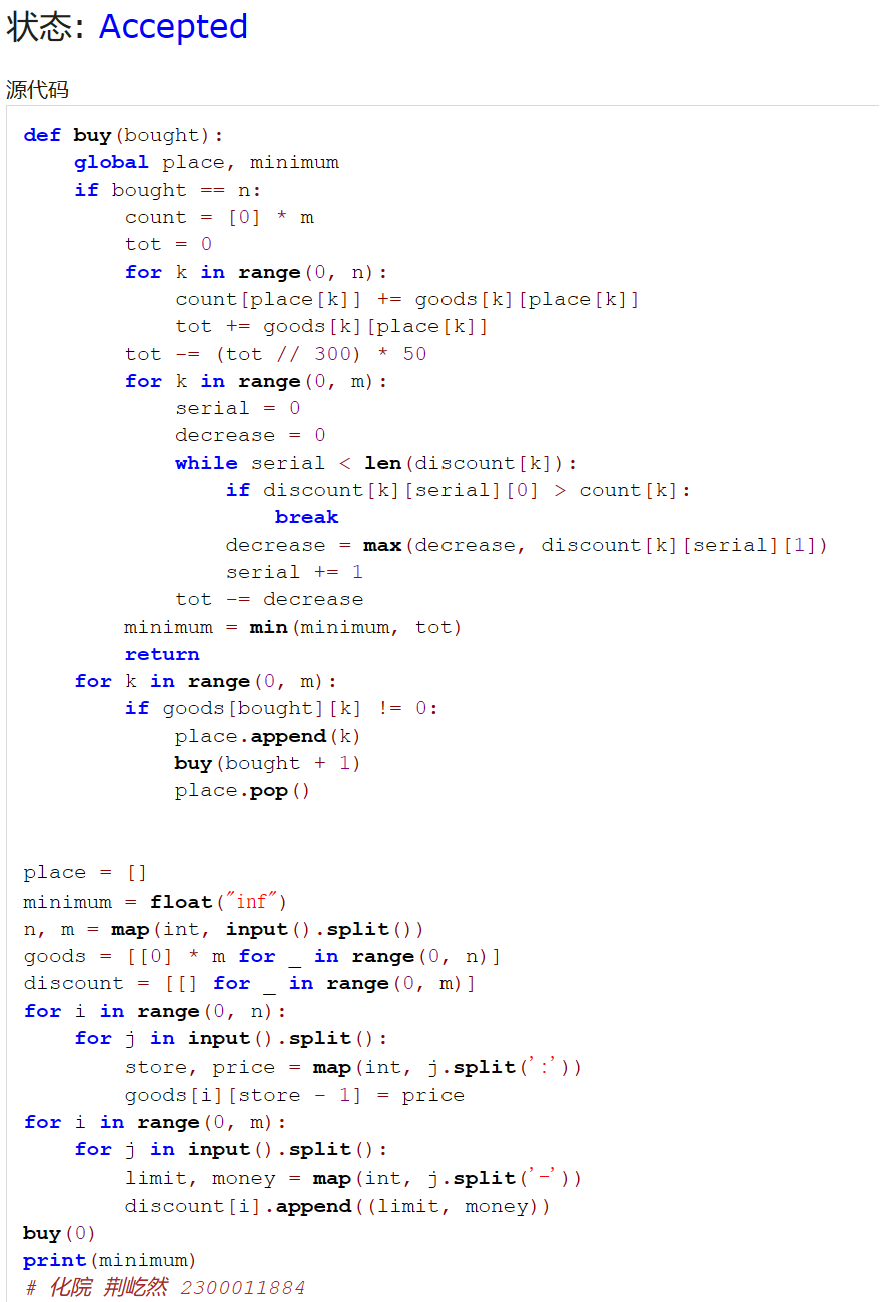 状态: Accepted
源代码
def buy(bought):
    global place, minimum
    if bought == n:
        count = [0] * m
        tot = 0
        for k in range(0, n):
            count[place[k]] += goods[k][place[k]]
            tot += goods[k][place[k]]
        tot -= (tot // 300) * 50
        for k in range(0, m):
            serial = 0
            decrease = 0
            while serial < len(discount[k]):
                if discount[k][serial][0] > count[k]:
                    break
                decrease = max(decrease, discount[k][serial][1])
                serial += 1
            tot -= decrease
        minimum = min(minimum, tot)
        return
    for k in range(0, m):
        if goods[bought][k] != 0:
            place.append(k)
            buy(bought + 1)
            place.pop()
place = []
minimum = float("inf")
n, m = map(int, input().split())
goods = [[0] * m for _ in range(0, n)]
discount = [[] for _ in range(0, m)]
for i in range(0, n):
    for j in input().split():
        store, price = map(int, j.split(':'))
        goods[i][store - 1] = price
for i in range(0, m):
    for j in input().split():
        limit, money = map(int, j.split('-'))
        discount[i].append((limit, money))
buy(0)
print(minimum)
# 化院 荆屹然 2300011884